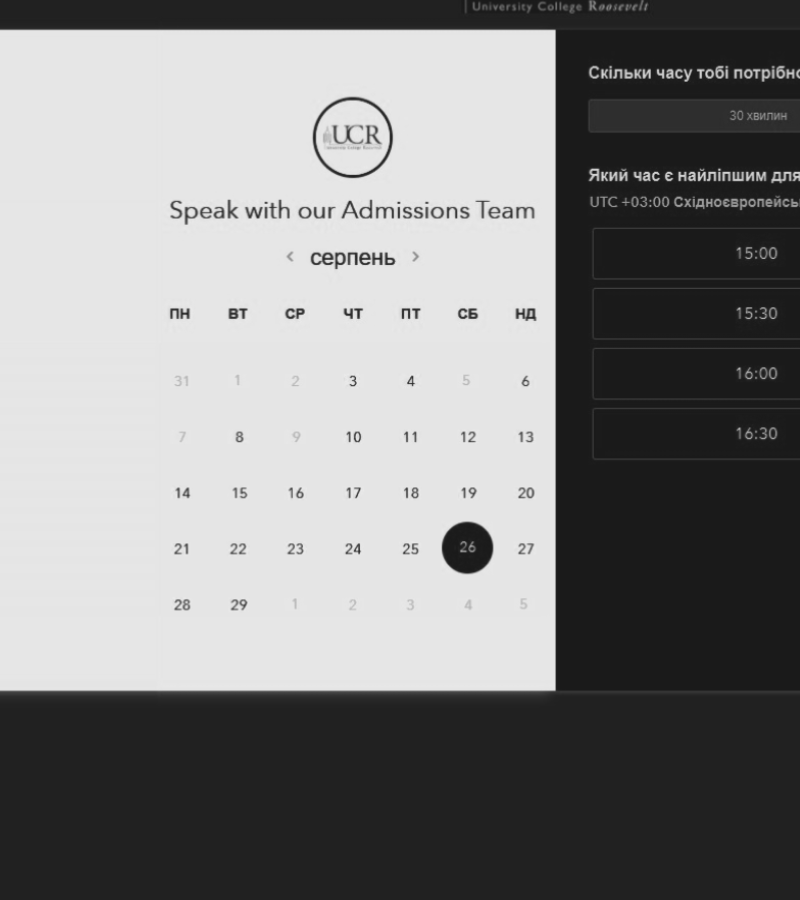 University College Roosevelt
UCR
Speak with our Admissions Team
< серпень >
ПН ВТ СР ЧТ ПТ СБ НД
31 1 2 3 4 5 6
7 8 9 10 11 12 13
14 15 16 17 18 19 20
21 22 23 24 25 26 27
28 29 1 2 3 4 5
Скільки часу тобі потрібно
30 хвилин
Який час є найліпшим для
UTC +03:00 Східноєвропейсь
15:00
15:30
16:00
16:30